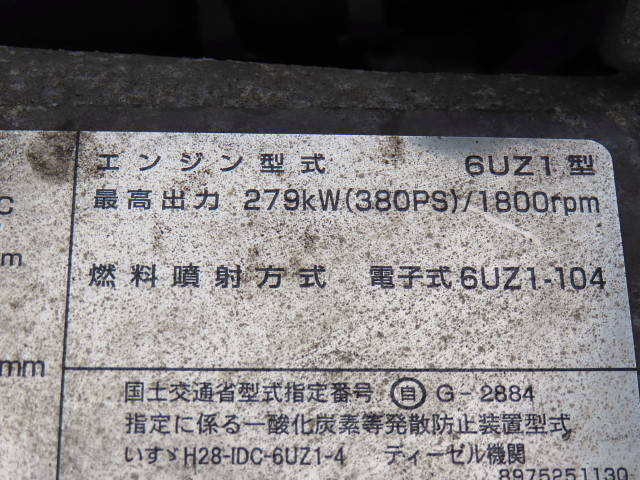 エンジン型式 6UZ1型
C 最高出力 279kW(380PS)/1800rpm
m
燃料噴射方式 電子式6UZ1-104
mm
国土交通省型式指定番号 ㊂自 G-2884
指定に係る一酸化炭素等発散防止装置型式
いすゞH28-IDC-6UZ1-4 ディーゼル機関
8975251130